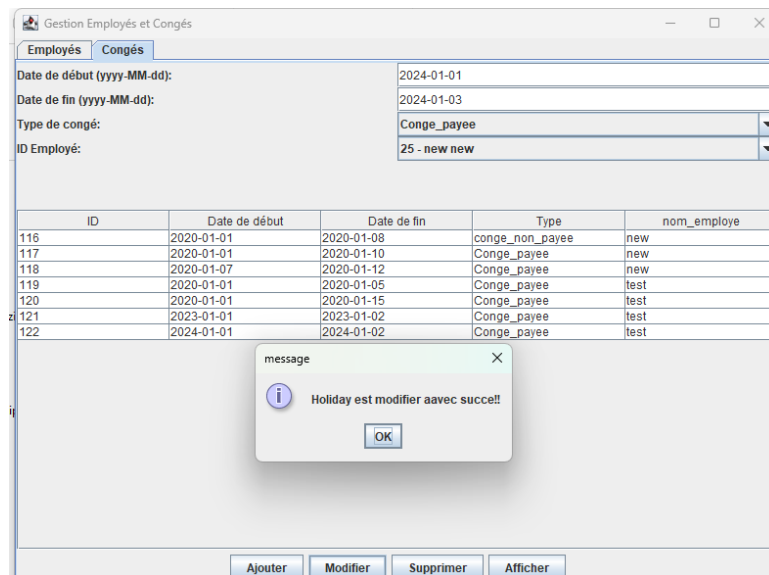 Gestion Employés et Congés
Employés Congés
Date de début (yyyy-MM-dd): 2024-01-01
Date de fin (yyyy-MM-dd): 2024-01-03
Type de congé: Conge_payee
ID Employé: 25 - new new
ID Date de début Date de fin Type nom_employe
116 2020-01-01 2020-01-08 conge_non_payee new
117 2020-01-01 2020-01-10 Conge_payee new
118 2020-01-07 2020-01-12 Conge_payee new
119 2020-01-01 2020-01-05 Conge_payee test
120 2020-01-01 2020-01-15 Conge_payee test
121 2023-01-01 2023-01-02 Conge_payee test
122 2024-01-01 2024-01-02 Conge_payee test
message
Holiday est modifier aavec succe!!
OK
Ajouter Modifier Supprimer Afficher